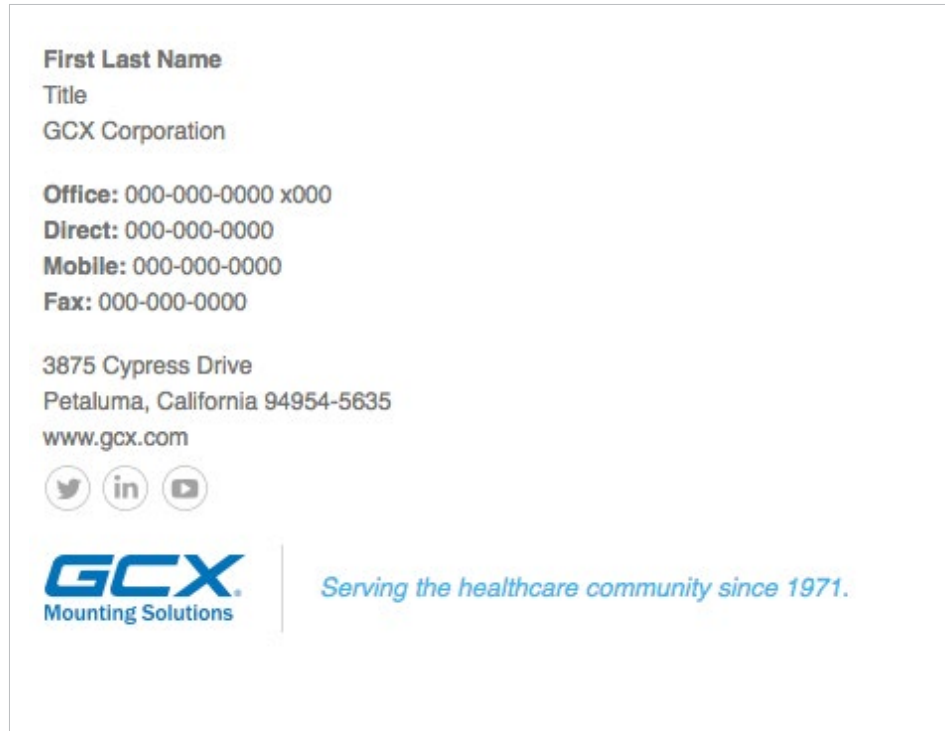 First Last Name
Title
GCX Corporation
Office: 000-000-0000 x000
Direct: 000-000-0000
Mobile: 000-000-0000
Fax: 000-000-0000
3875 Cypress Drive
Petaluma, California 94954-5635
www.gcx.com
in
GCX®
Mounting Solutions
Serving the healthcare community since 1971.